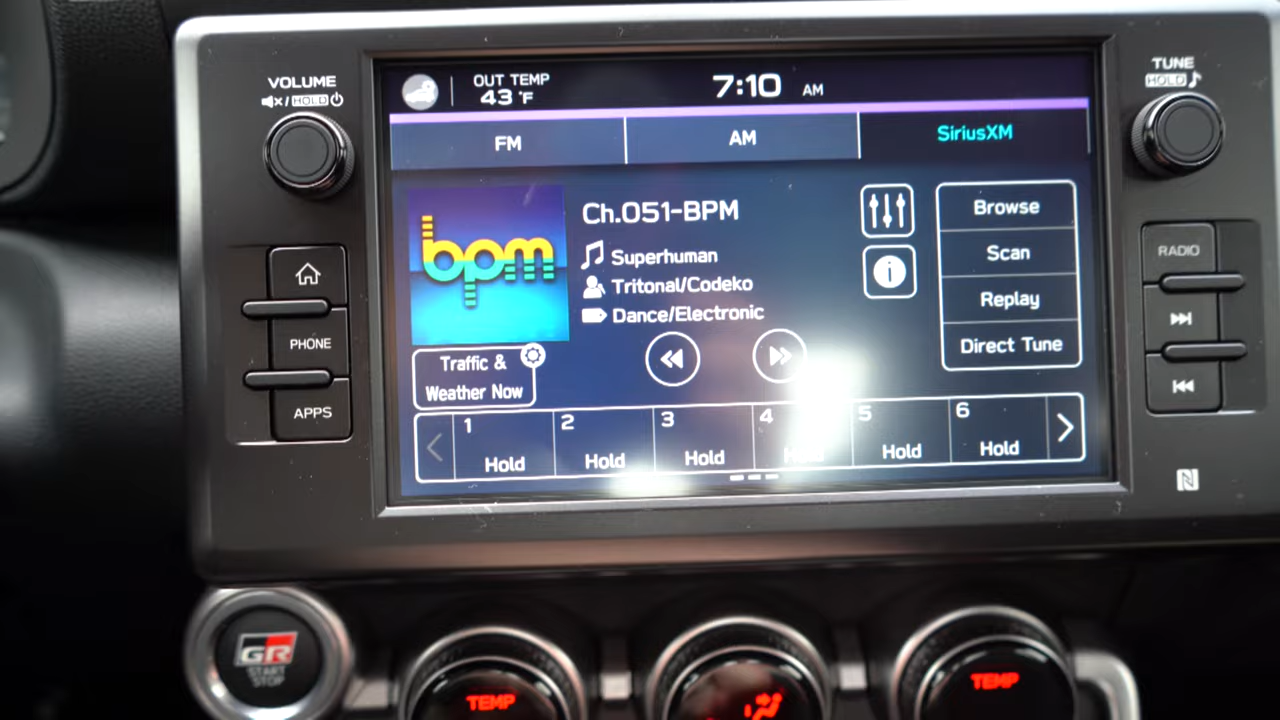 VOLUME
/ HOLD
OUT TEMP
43 °F
7:10 AM
TUNE
HOLD
FM
AM
SiriusXM
bpm
Ch.051-BPM
Superhuman
Tritonal/Codeko
Dance/Electronic
i
Browse
Scan
Replay
Direct Tune
Traffic &
Weather Now
1
Hold
2
Hold
3
Hold
4
Hold
5
Hold
6
Hold
PHONE
APPS
RADIO
N
GR
START
STOP
TEMP
TEMP